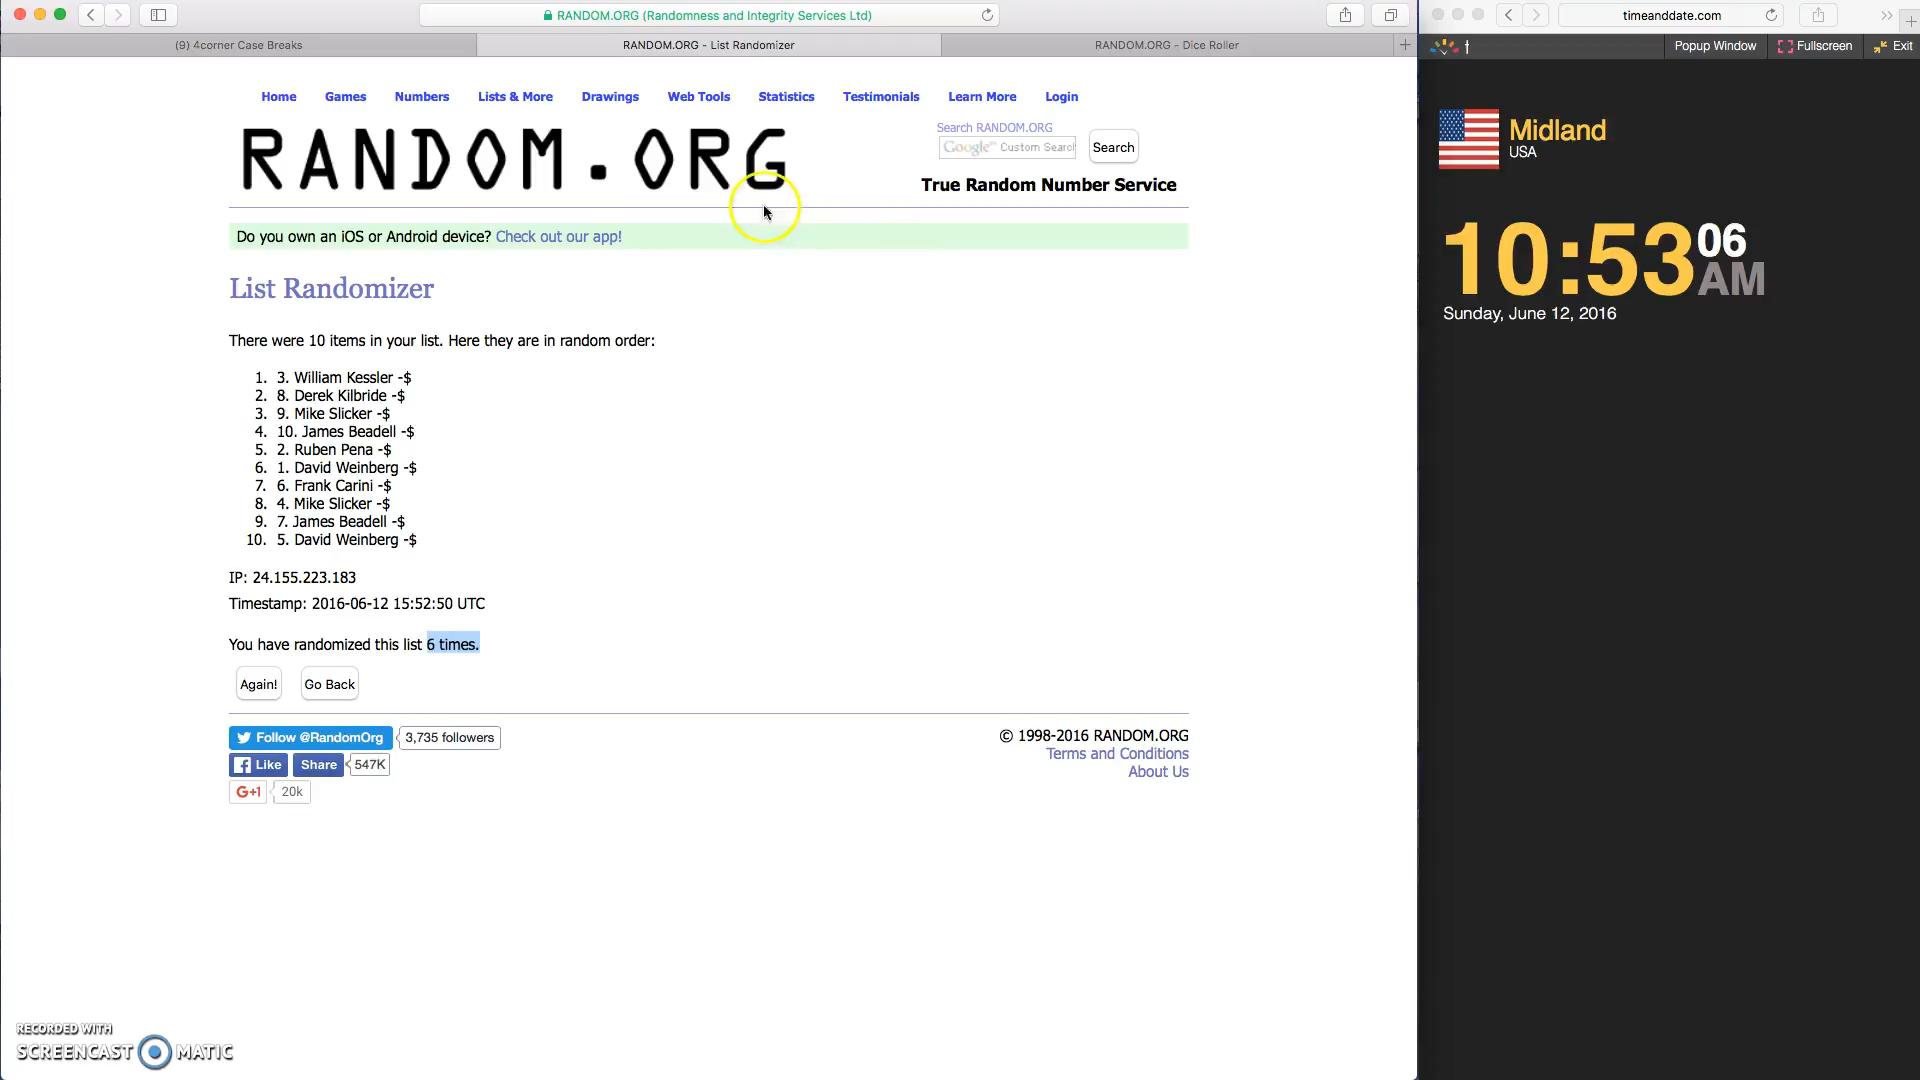 RANDOM.ORG (Randomness and Integrity Services Ltd)
(9) 4corner Case Breaks
RANDOM.ORG - List Randomizer
RANDOM.ORG - Dice Roller
Home Games Numbers Lists & More Drawings Web Tools Statistics Testimonials Learn More Login
RANDOM.ORG
Search RANDOM.ORG
Google™ Custom Search
Search
True Random Number Service
Do you own an iOS or Android device? Check out our app!
List Randomizer
There were 10 items in your list. Here they are in random order:
1. 3. William Kessler -$
2. 8. Derek Kilbride -$
3. 9. Mike Slicker -$
4. 10. James Beadell -$
5. 2. Ruben Pena -$
6. 1. David Weinberg -$
7. 6. Frank Carini -$
8. 4. Mike Slicker -$
9. 7. James Beadell -$
10. 5. David Weinberg -$
IP: 24.155.223.183
Timestamp: 2016-06-12 15:52:50 UTC
You have randomized this list 6 times.
Again! Go Back
Follow @RandomOrg 3,735 followers
Like Share 547K
G+1 20k
© 1998-2016 RANDOM.ORG
Terms and Conditions
About Us
RECORDED WITH
SCREENCAST MATIC
timeanddate.com
t
Popup Window Fullscreen Exit
Midland
USA
10:53 06 AM
Sunday, June 12, 2016